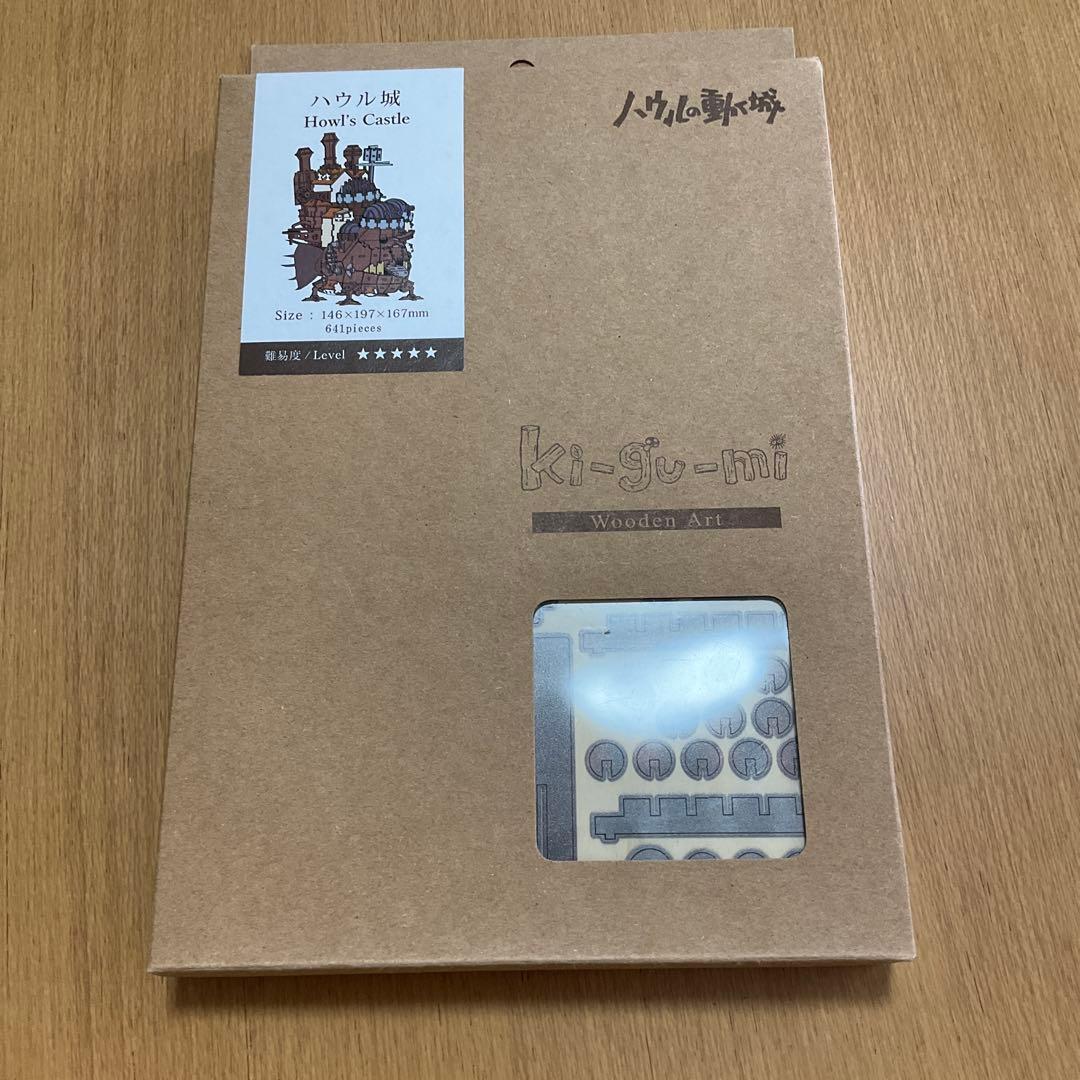 ハウル城
Howl's Castle
Size : 146×197×167mm
641pieces
難易度/Level ★★★★★
ハウルの動く城
ki-gu-mi
Wooden Art